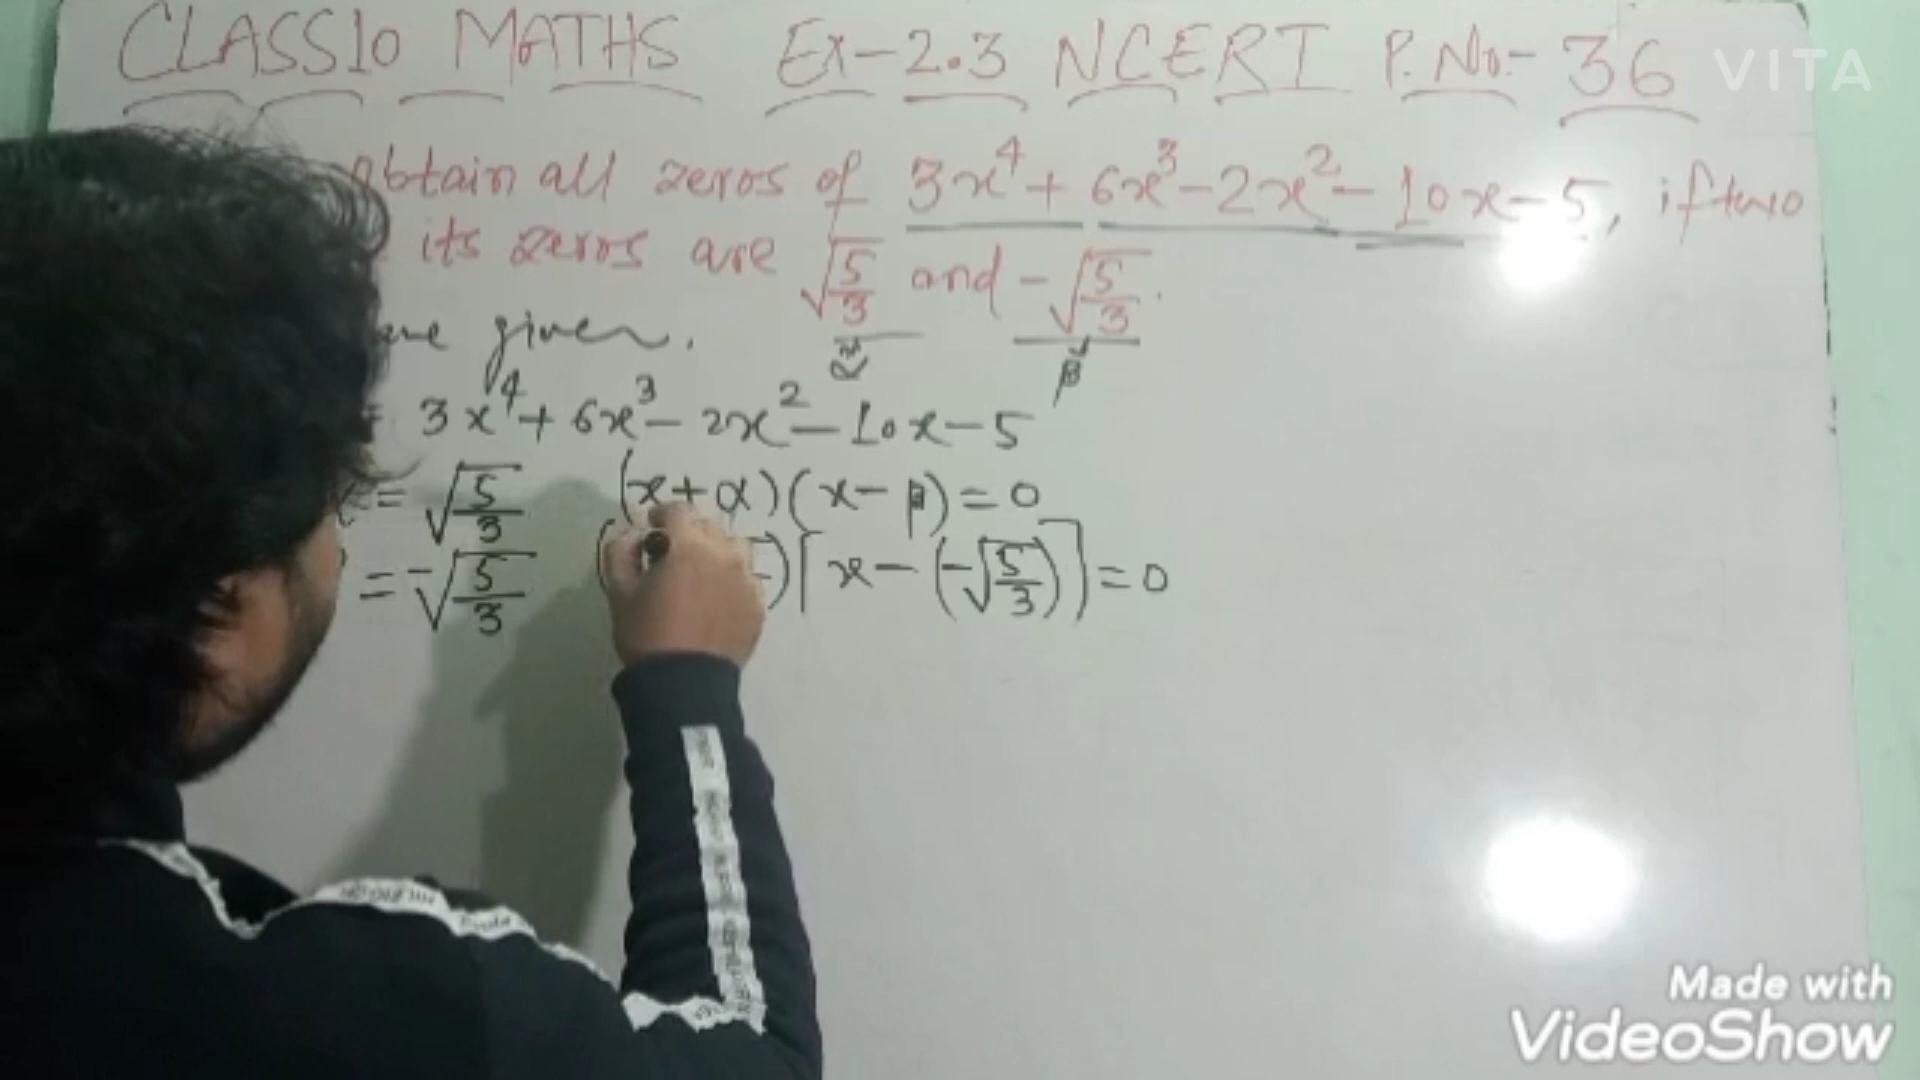 CLASS10 MATHS Ex-2.3 NCERT P.No:- 36
VITA
obtain all zeros of 3x⁴+6x³-2x²-10x-5, if two
its zeros are √5/3 and -√5/3.
given.
α β
= 3x⁴+6x³-2x²-10x-5
= √5/3 (x+α)(x-β)=0
= -√5/3 [x-(-√5/3)]=0
Made with
VideoShow